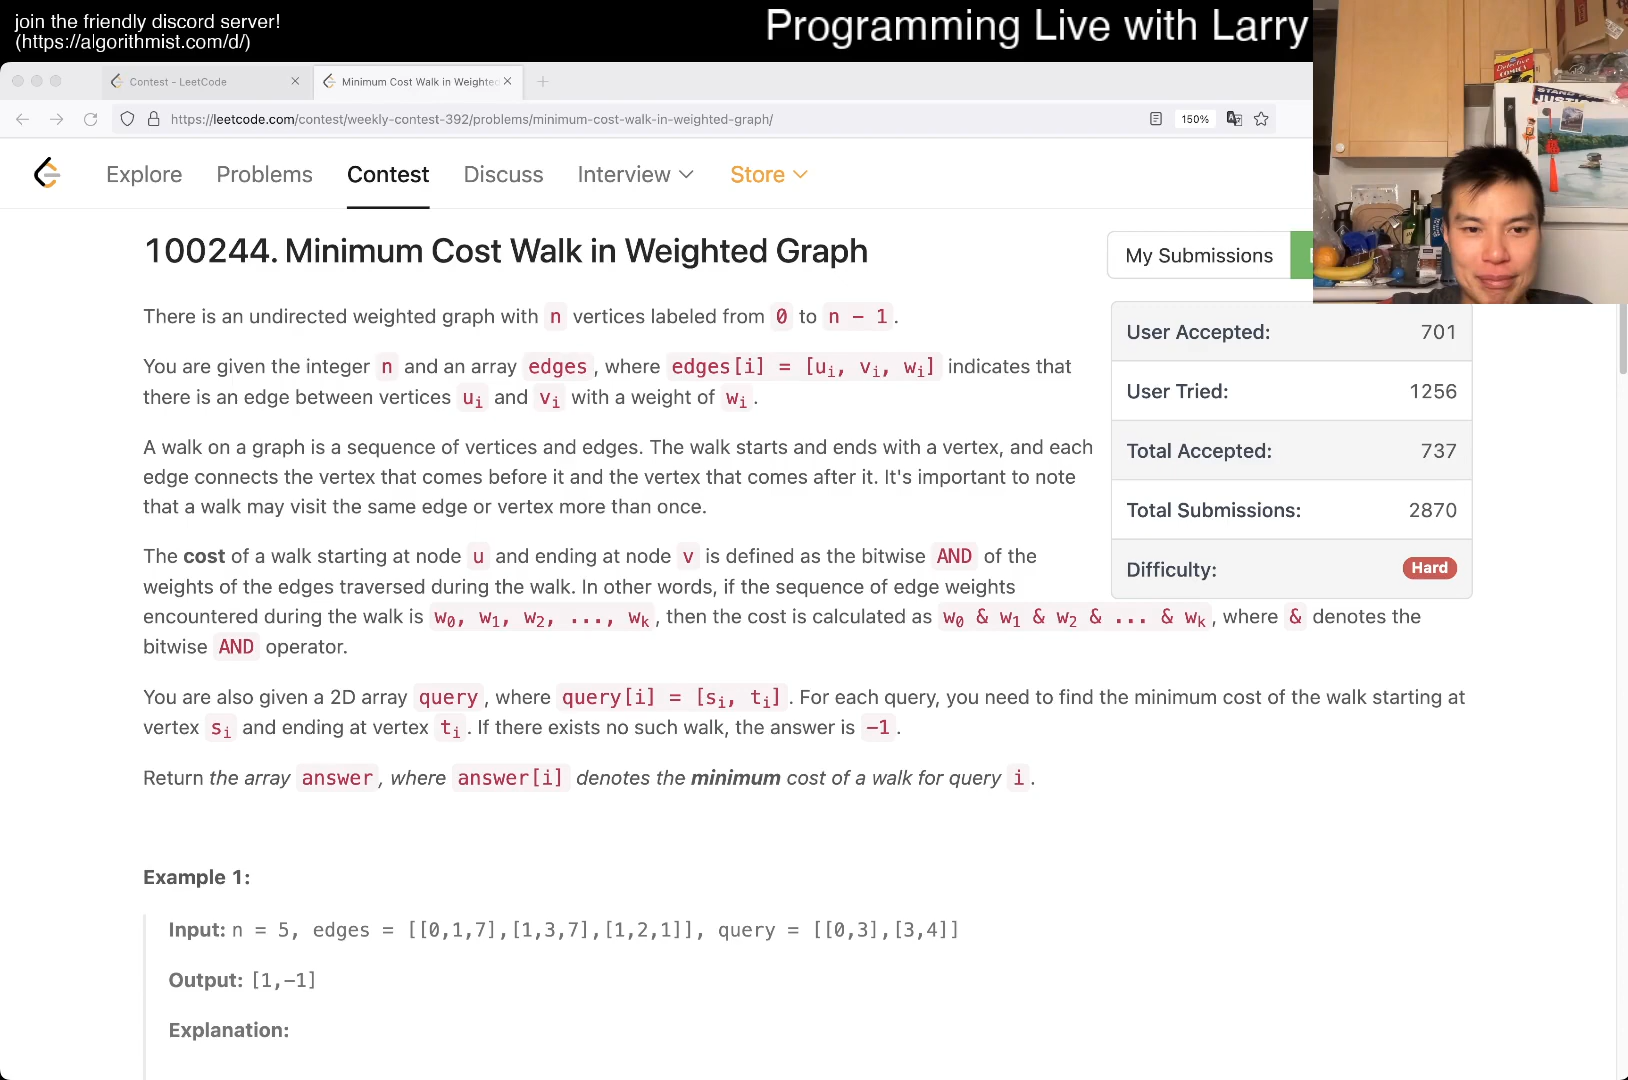 join the friendly discord server!
(https://algorithmist.com/d/)
Programming Live with Larry
Contest - LeetCode
Minimum Cost Walk in Weighted
https://leetcode.com/contest/weekly-contest-392/problems/minimum-cost-walk-in-weighted-graph/
150%
Explore
Problems
Contest
Discuss
Interview
Store
100244. Minimum Cost Walk in Weighted Graph
My Submissions
There is an undirected weighted graph with n vertices labeled from 0 to n - 1.
You are given the integer n and an array edges, where edges[i] = [ui, vi, wi] indicates that
there is an edge between vertices ui and vi with a weight of wi.
A walk on a graph is a sequence of vertices and edges. The walk starts and ends with a vertex, and each
edge connects the vertex that comes before it and the vertex that comes after it. It's important to note
that a walk may visit the same edge or vertex more than once.
The cost of a walk starting at node u and ending at node v is defined as the bitwise AND of the
weights of the edges traversed during the walk. In other words, if the sequence of edge weights
encountered during the walk is w0, w1, w2, ..., wk, then the cost is calculated as w0 & w1 & w2 & ... & wk, where & denotes the
bitwise AND operator.
You are also given a 2D array query, where query[i] = [si, ti]. For each query, you need to find the minimum cost of the walk starting at
vertex si and ending at vertex ti. If there exists no such walk, the answer is -1.
Return the array answer, where answer[i] denotes the minimum cost of a walk for query i.
User Accepted: 701
User Tried: 1256
Total Accepted: 737
Total Submissions: 2870
Difficulty: Hard
Example 1:
Input: n = 5, edges = [[0,1,7],[1,3,7],[1,2,1]], query = [[0,3],[3,4]]
Output: [1,-1]
Explanation: